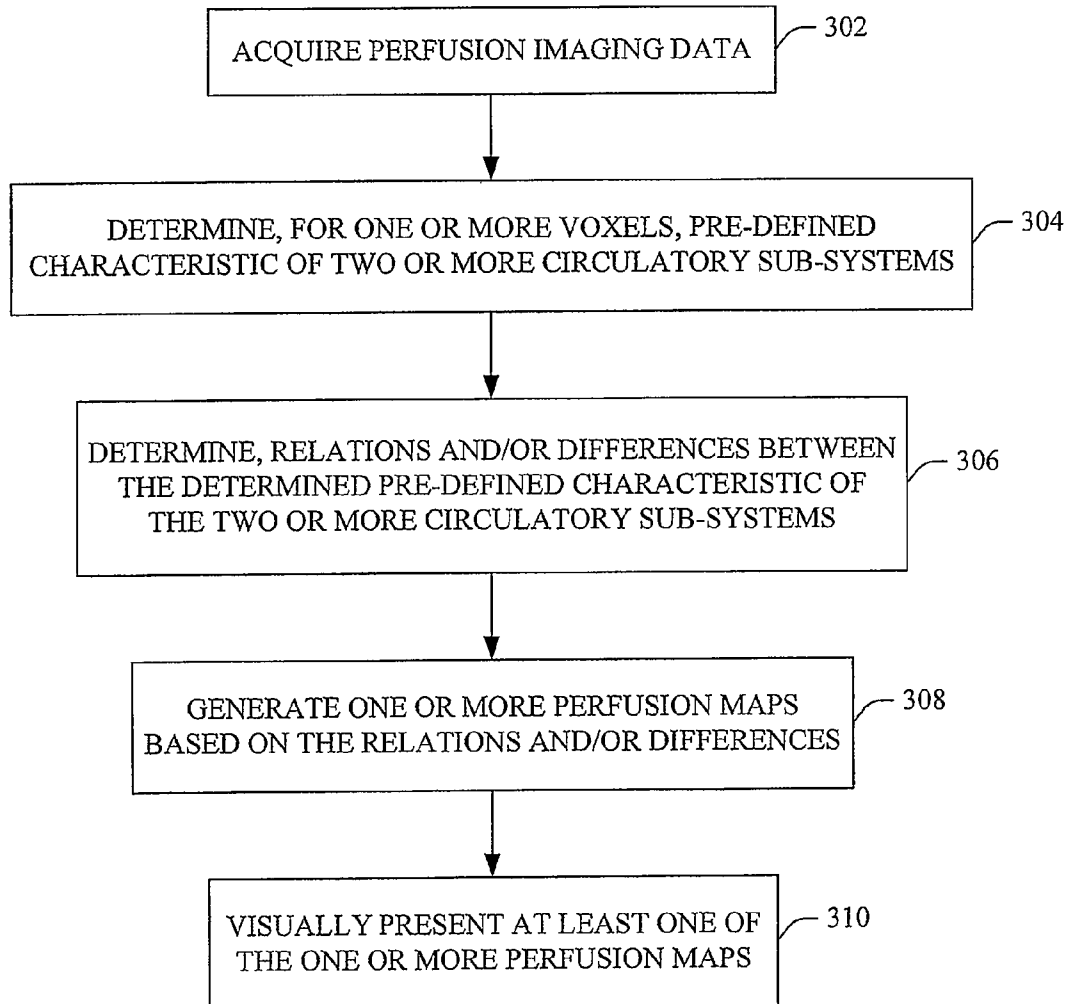 ACQUIRE PERFUSION IMAGING DATA
302
DETERMINE, FOR ONE OR MORE VOXELS, PRE-DEFINED
CHARACTERISTIC OF TWO OR MORE CIRCULATORY SUB-SYSTEMS
304
DETERMINE, RELATIONS AND/OR DIFFERENCES BETWEEN
THE DETERMINED PRE-DEFINED CHARACTERISTIC OF
THE TWO OR MORE CIRCULATORY SUB-SYSTEMS
306
GENERATE ONE OR MORE PERFUSION MAPS
BASED ON THE RELATIONS AND/OR DIFFERENCES
308
VISUALLY PRESENT AT LEAST ONE OF
THE ONE OR MORE PERFUSION MAPS
310